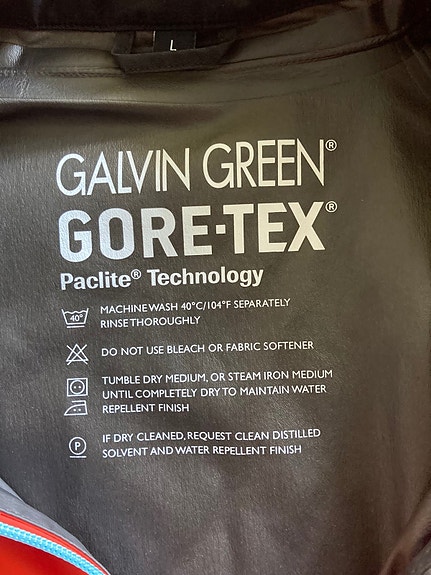 L
GALVIN GREEN®
GORE-TEX®
Paclite® Technology
40°
MACHINE WASH 40°C/104°F SEPARATELY
RINSE THOROUGHLY
DO NOT USE BLEACH OR FABRIC SOFTENER
TUMBLE DRY MEDIUM, OR STEAM IRON MEDIUM
UNTIL COMPLETELY DRY TO MAINTAIN WATER
REPELLENT FINISH
P
IF DRY CLEANED, REQUEST CLEAN DISTILLED
SOLVENT AND WATER REPELLENT FINISH